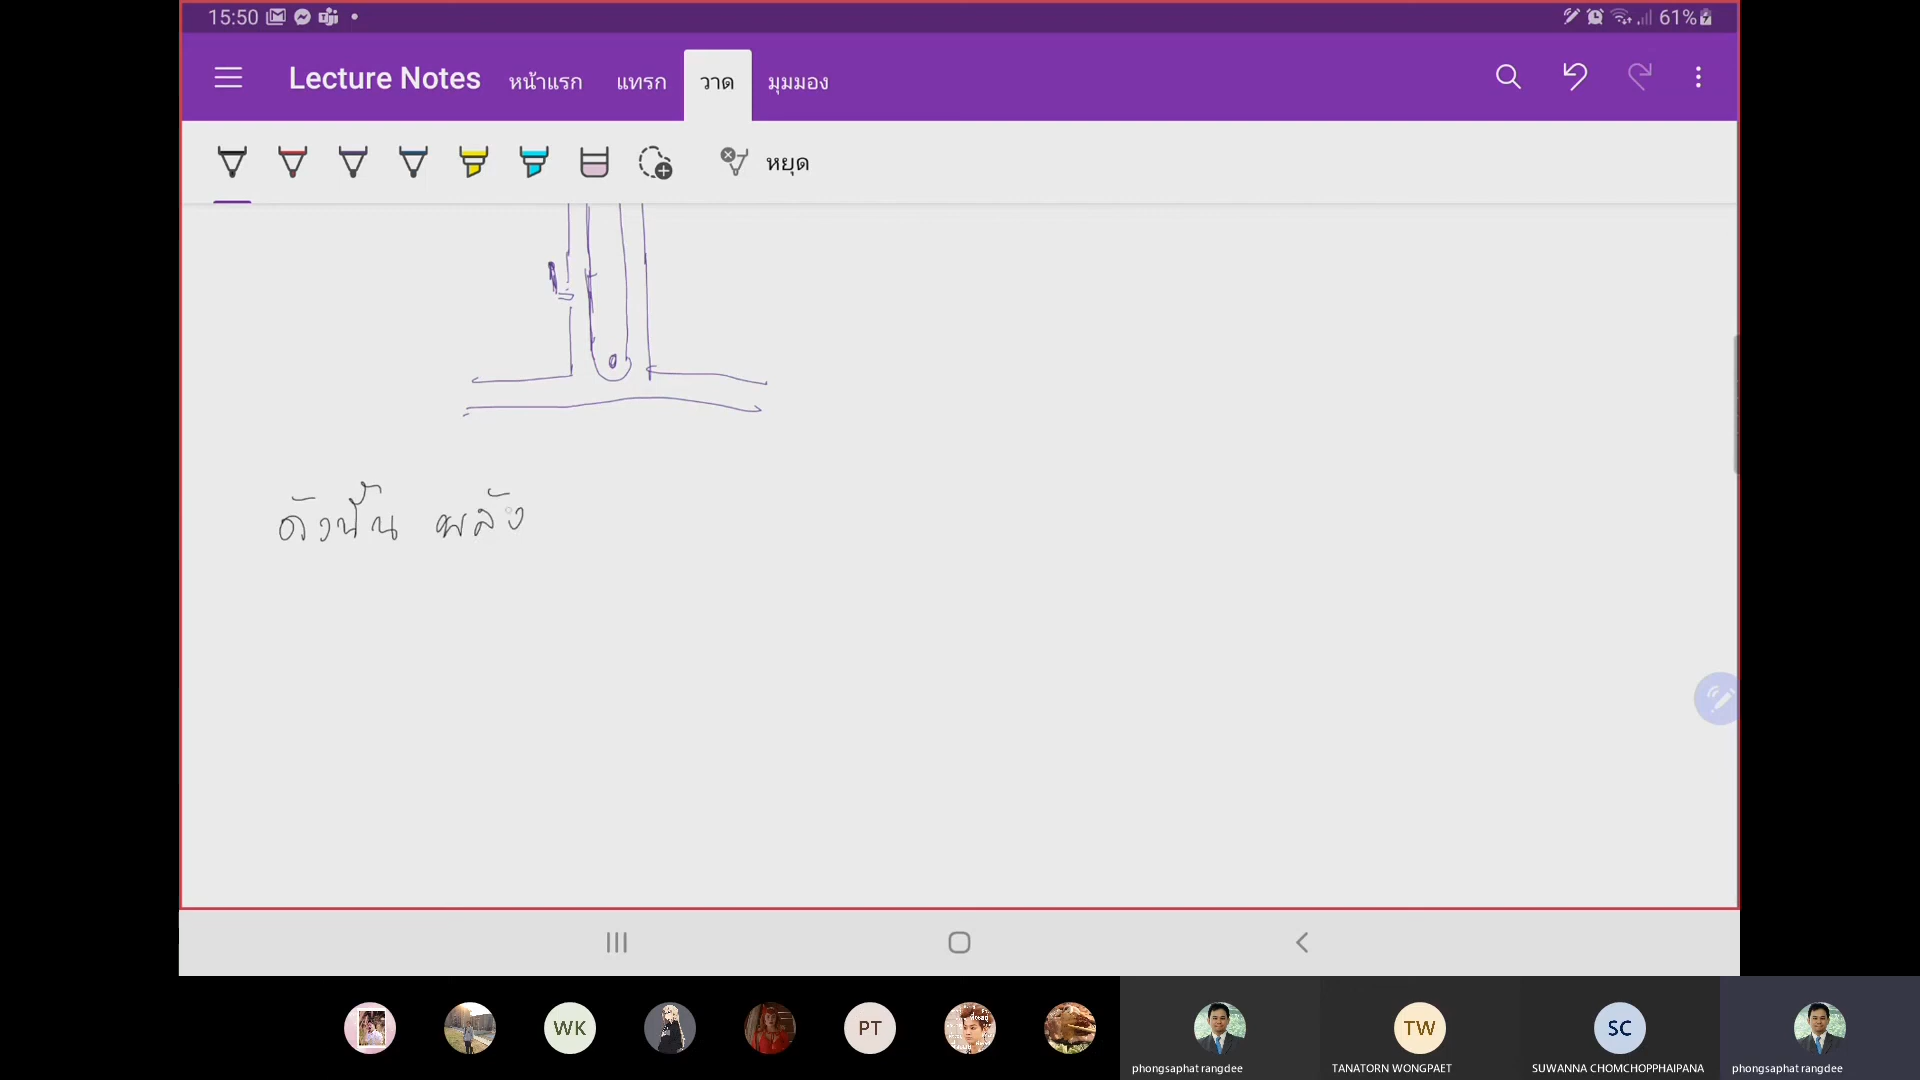 15:50 61%
Lecture Notes หน้าแรก แทรก วาด มุมมอง
หยุด
ดังนั้น พลัง
WK PT TW SC
phongsaphat rangdee TANATORN WONGPAET SUWANNA CHOMCHOPPHAIPANA phongsaphat rangdee